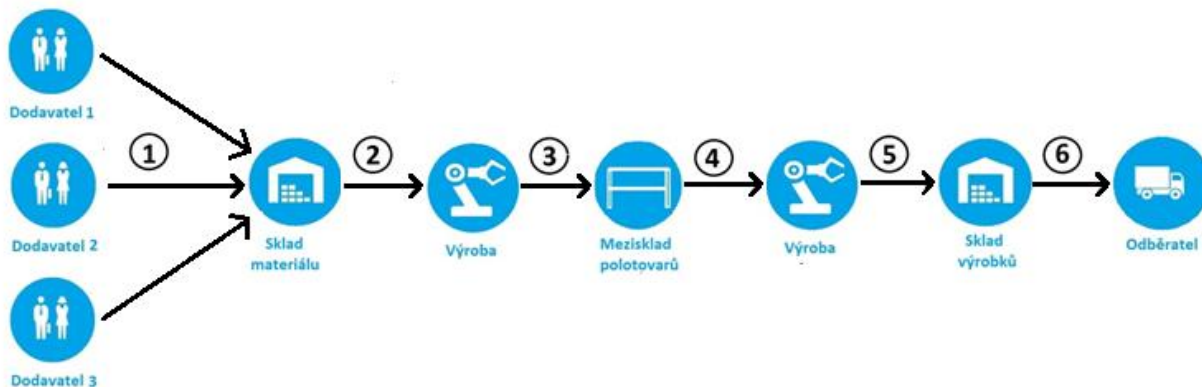 Dodavatel 1
1
2
3
4
5
6
Dodavatel 2
Sklad
materiálu
Výroba
Mezisklad
polotovarů
Výroba
Sklad
výrobků
Odběratel
Dodavatel 3